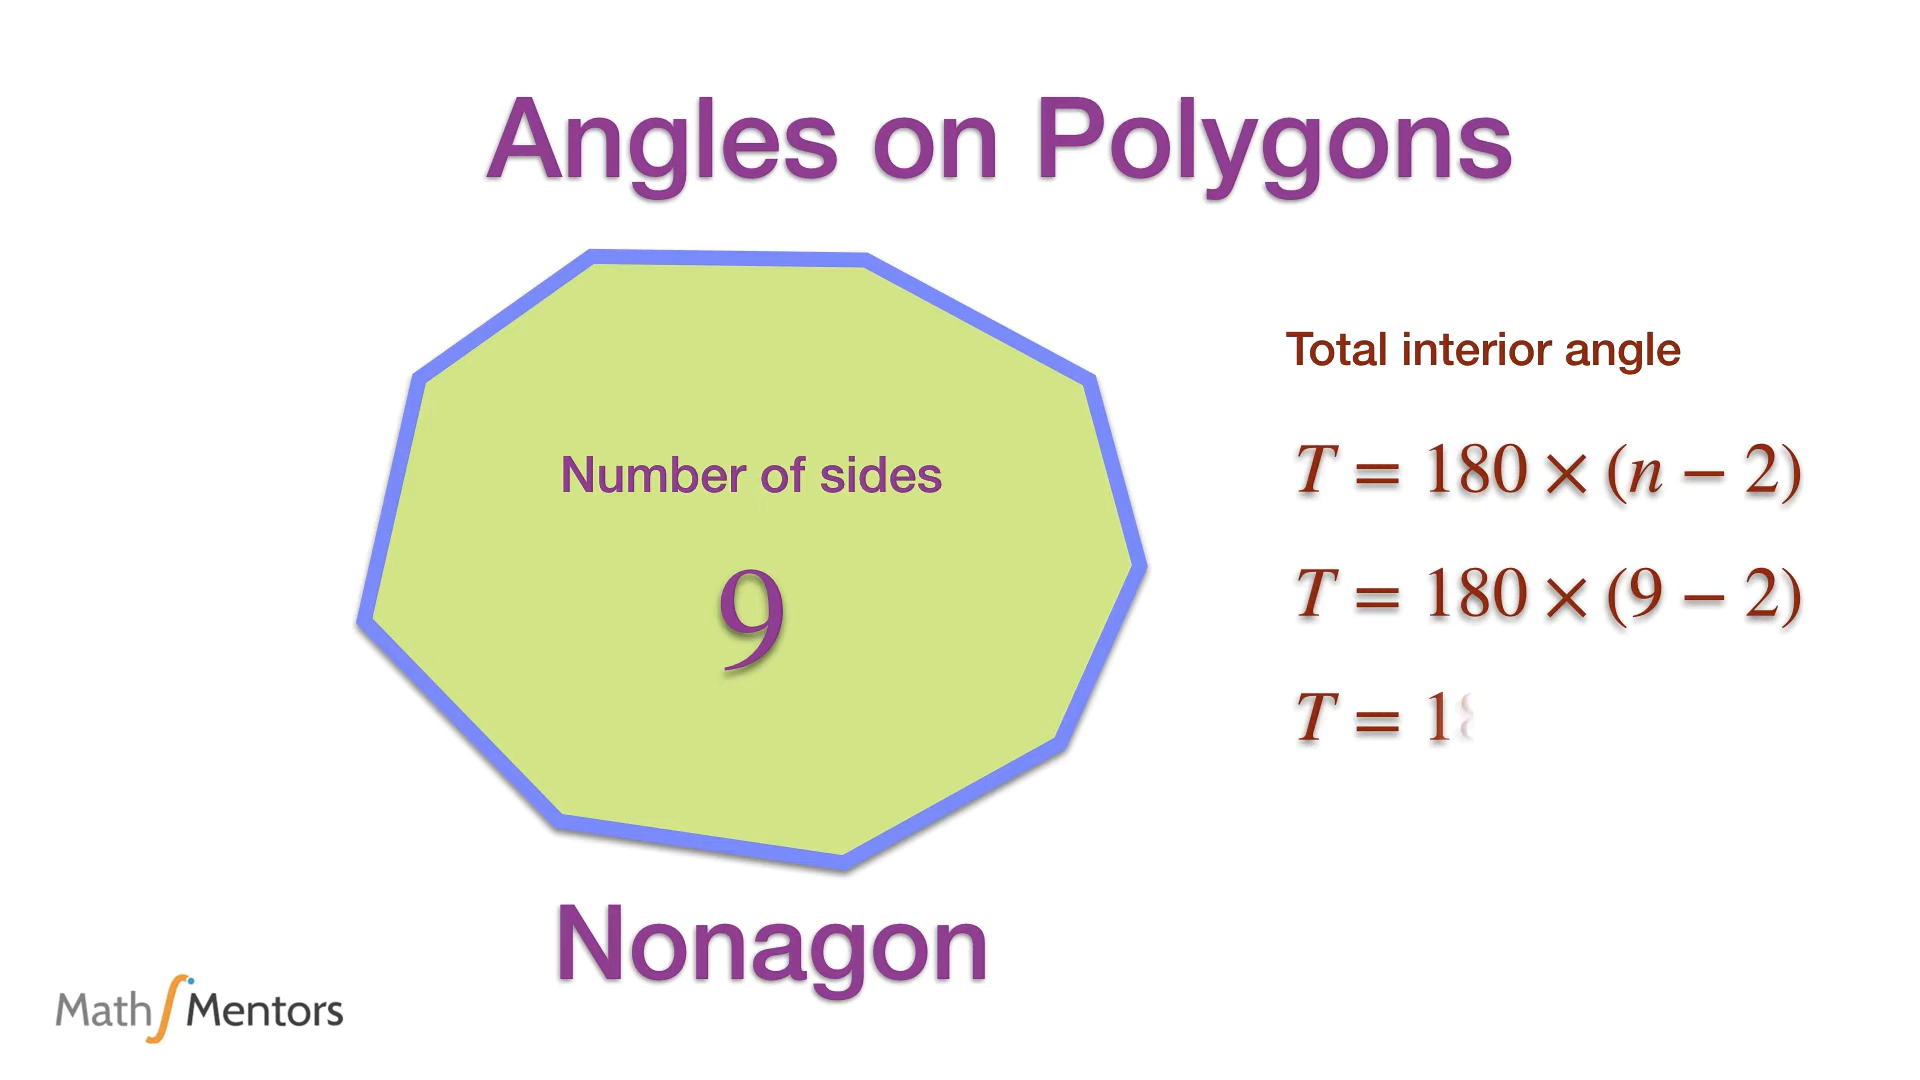 Angles on Polygons
Number of sides
9
Nonagon
Total interior angle
T = 180 × (n − 2)
T = 180 × (9 − 2)
T = 1
Math Mentors